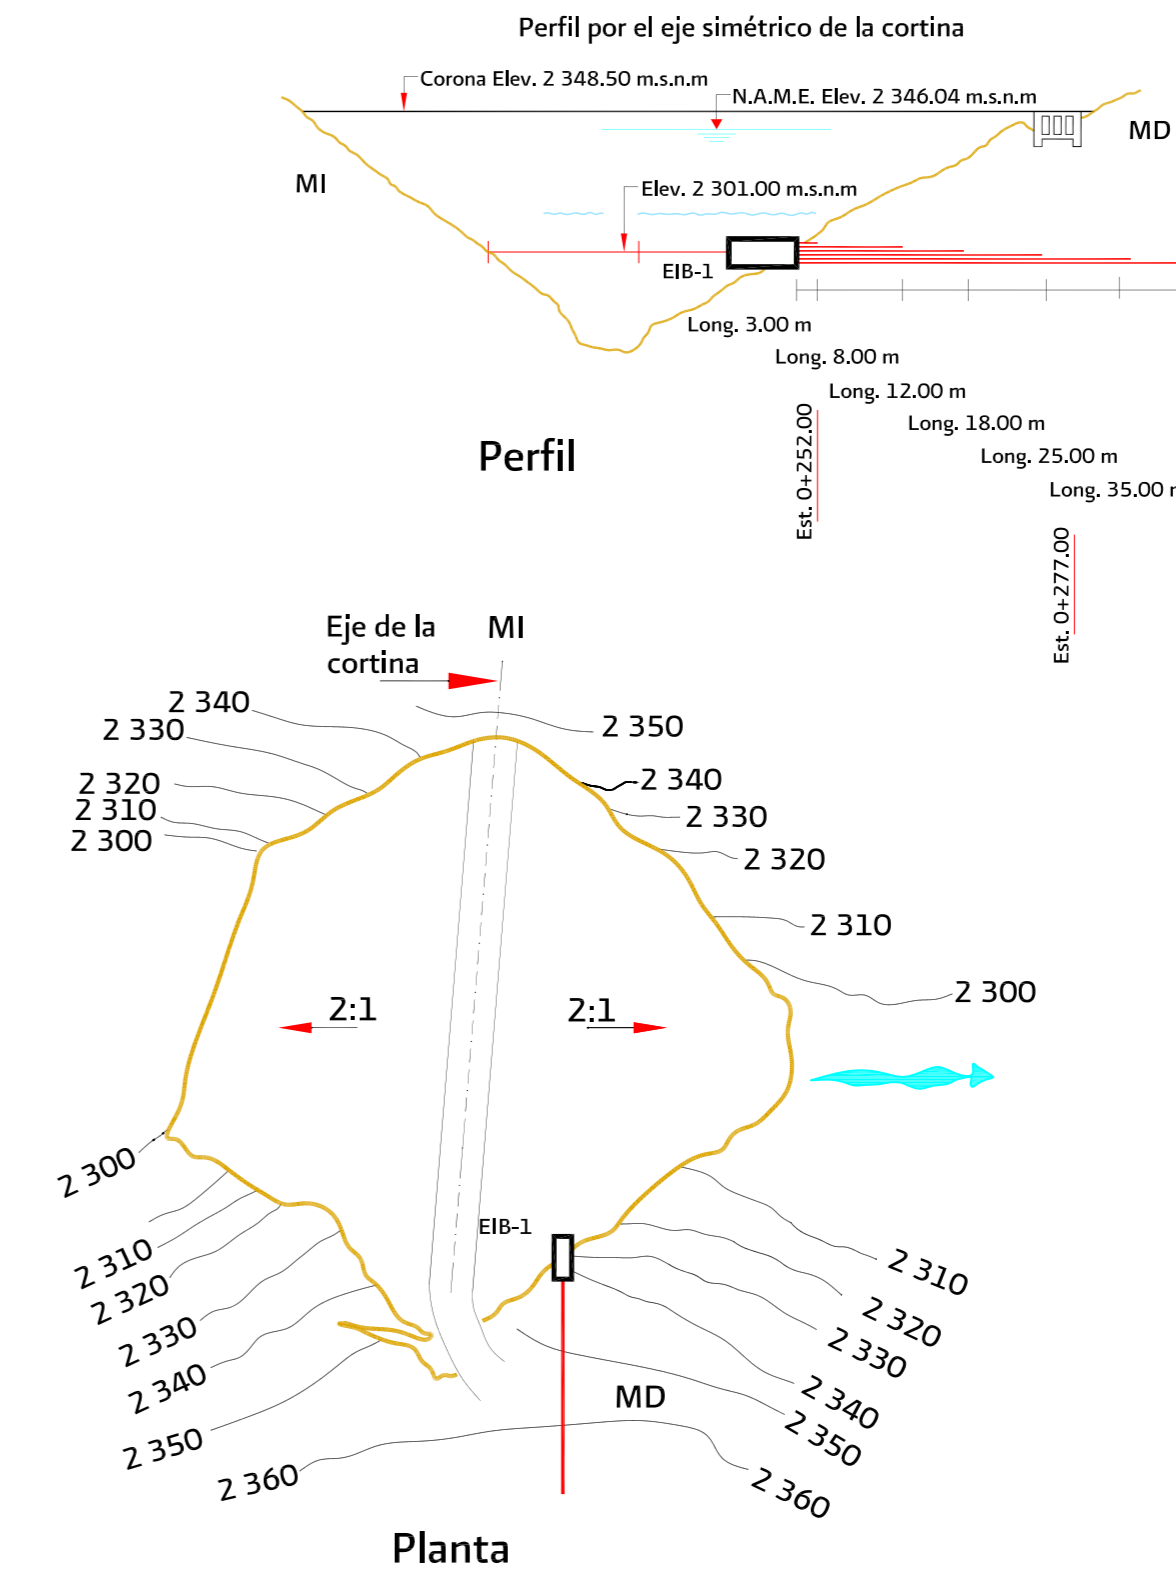 Perfil por el eje simétrico de la cortina
Corona Elev. 2 348.50 m.s.n.m
N.A.M.E. Elev. 2 346.04 m.s.n.m
MD
MI
Elev. 2 301.00 m.s.n.m
EIB-1
Long. 3.00 m
Long. 8.00 m
Long. 12.00 m
Long. 18.00 m
Long. 25.00 m
Long. 35.00 m
Est. 0+252.00
Est. 0+277.00
Perfil
Eje de la
cortina
MI
2 340
2 330
2 320
2 310
2 300
2 350
2 340
2 330
2 320
2 310
2 300
2:1
2:1
2 300
2 310
2 320
2 330
2 340
2 350
2 360
EIB-1
MD
2 310
2 320
2 330
2 340
2 350
2 360
Planta